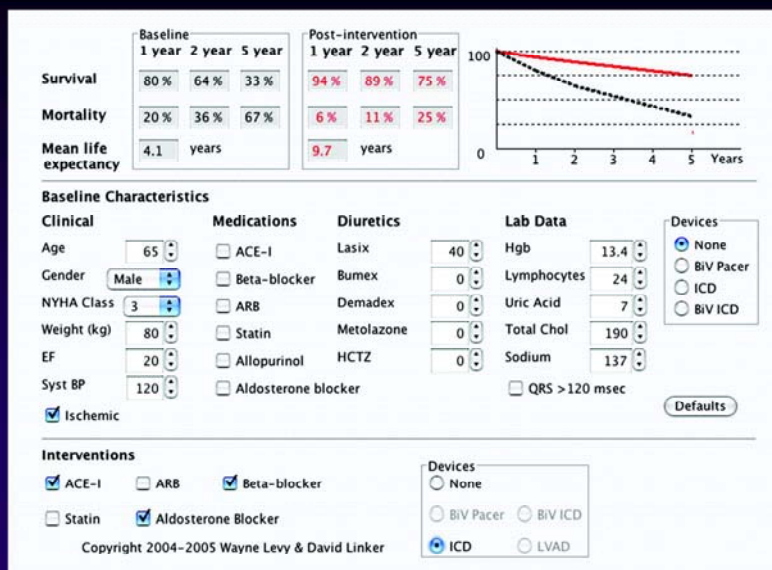 Baseline
1 year 2 year 5 year
Post-intervention
1 year 2 year 5 year
Survival 80 % 64 % 33 % 94 % 89 % 75 %
Mortality 20 % 36 % 67 % 6 % 11 % 25 %
Mean life expectancy 4.1 years 9.7 years
100
0
1 2 3 4 5 Years
Baseline Characteristics
Clinical Medications Diuretics Lab Data Devices
Age 65 ACE-I Lasix 40 Hgb 13.4 None
Gender Male Beta-blocker Bumex 0 Lymphocytes 24 BiV Pacer
NYHA Class 3 ARB Demadex 0 Uric Acid 7 ICD
Weight (kg) 80 Statin Metolazone 0 Total Chol 190 BiV ICD
EF 20 Allopurinol HCTZ 0 Sodium 137
Syst BP 120 Aldosterone blocker QRS >120 msec
Ischemic Defaults
Interventions
ACE-I ARB Beta-blocker
Statin Aldosterone Blocker
Devices
None
BiV Pacer BiV ICD
ICD LVAD
Copyright 2004-2005 Wayne Levy & David Linker